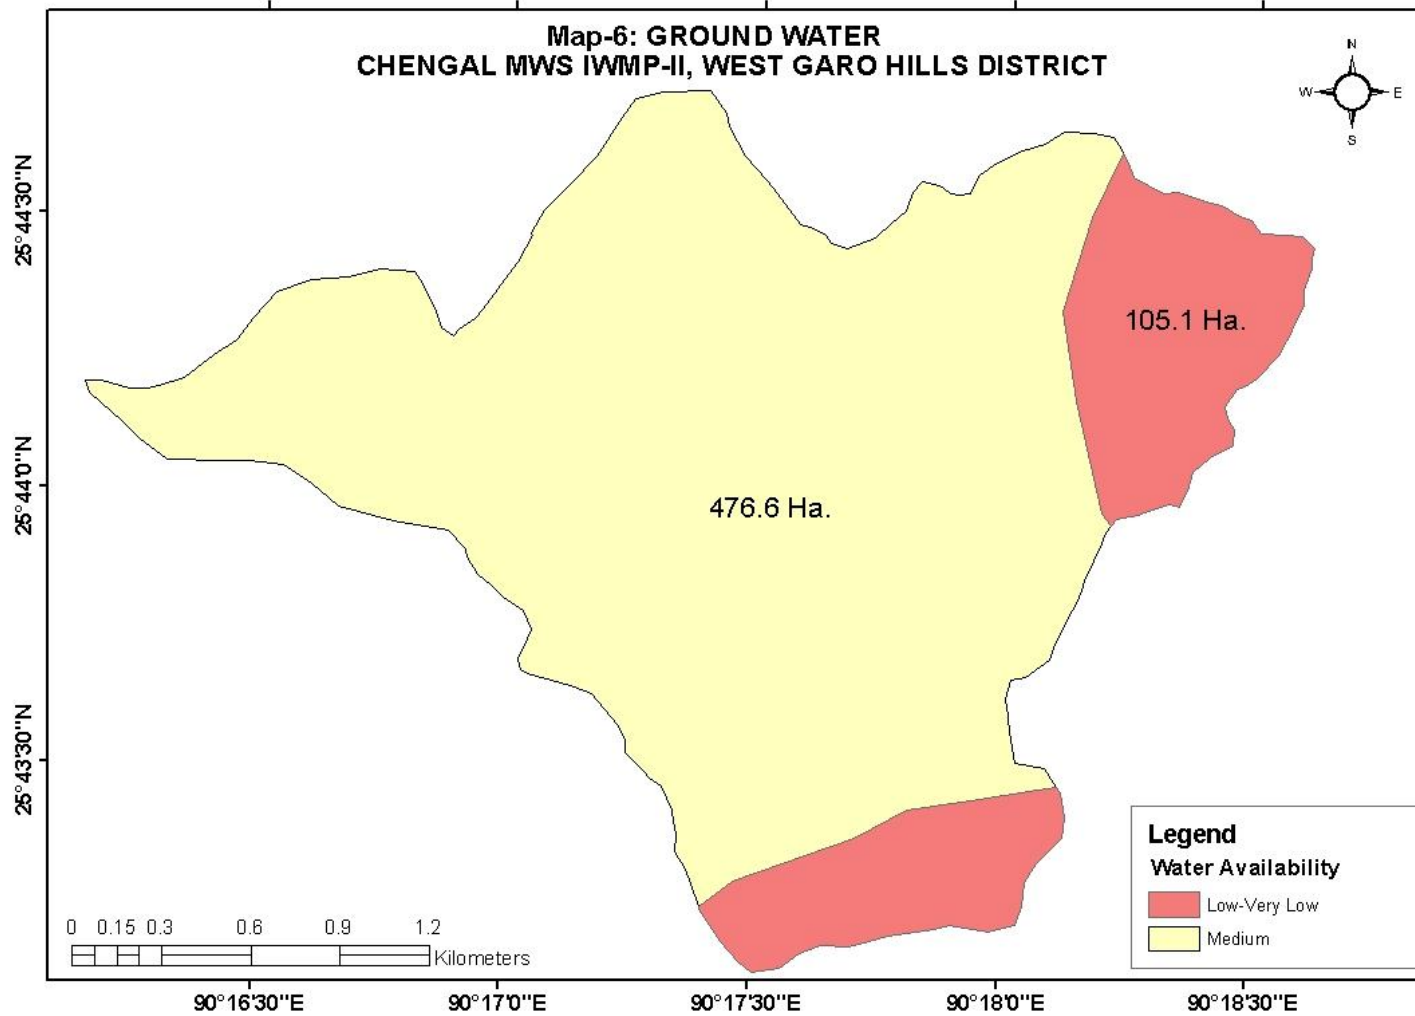 Map-6: GROUND WATER
CHENGAL MWS IWMP-II, WEST GARO HILLS DISTRICT
N
W E
S
25°44'30"N
105.1 Ha.
25°44'0"N
476.6 Ha.
25°43'30"N
Legend
Water Availability
Low-Very Low
Medium
0 0.15 0.3 0.6 0.9 1.2
Kilometers
90°16'30"E 90°17'0"E 90°17'30"E 90°18'0"E 90°18'30"E